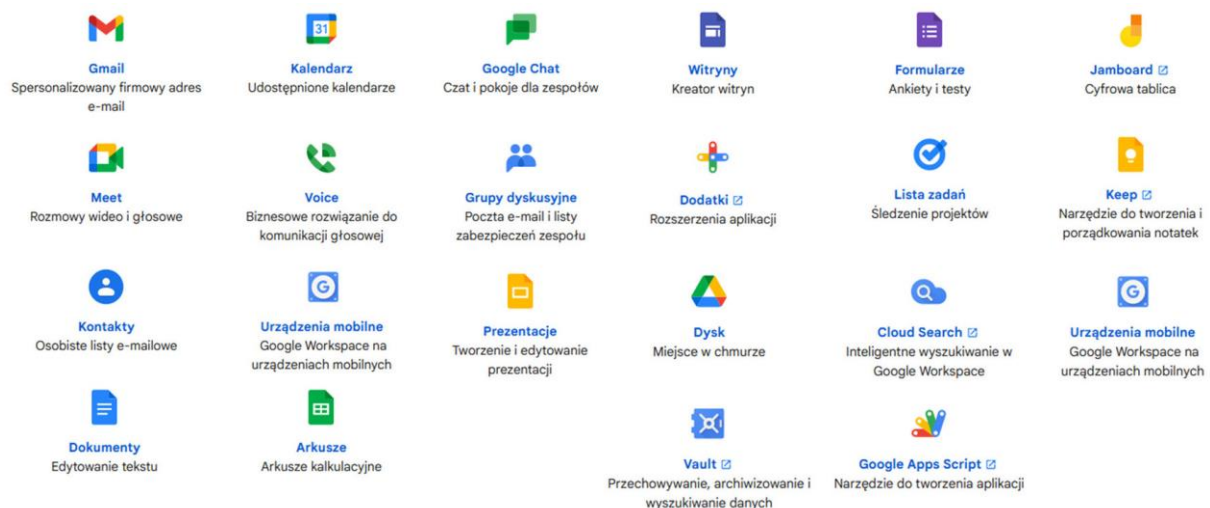 31
Gmail
Spersonalizowany firmowy adres
e-mail
Kalendarz
Udostępnione kalendarze
Google Chat
Czat i pokoje dla zespołów
Witryny
Kreator witryn
Formularze
Ankiety i testy
Jamboard
Cyfrowa tablica
Meet
Rozmowy wideo i głosowe
Voice
Biznesowe rozwiązanie do
komunikacji głosowej
Grupy dyskusyjne
Poczta e-mail i listy
zabezpieczeń zespołu
Dodatki
Rozszerzenia aplikacji
Lista zadań
Śledzenie projektów
Keep
Narzędzie do tworzenia i
porządkowania notatek
Kontakty
Osobiste listy e-mailowe
G
Urządzenia mobilne
Google Workspace na
urządzeniach mobilnych
Prezentacje
Tworzenie i edytowanie
prezentacji
Dysk
Miejsce w chmurze
Cloud Search
Inteligentne wyszukiwanie w
Google Workspace
G
Urządzenia mobilne
Google Workspace na
urządzeniach mobilnych
Dokumenty
Edytowanie tekstu
Arkusze
Arkusze kalkulacyjne
Vault
Przechowywanie, archiwizowanie i
wyszukiwanie danych
Google Apps Script
Narzędzie do tworzenia aplikacji